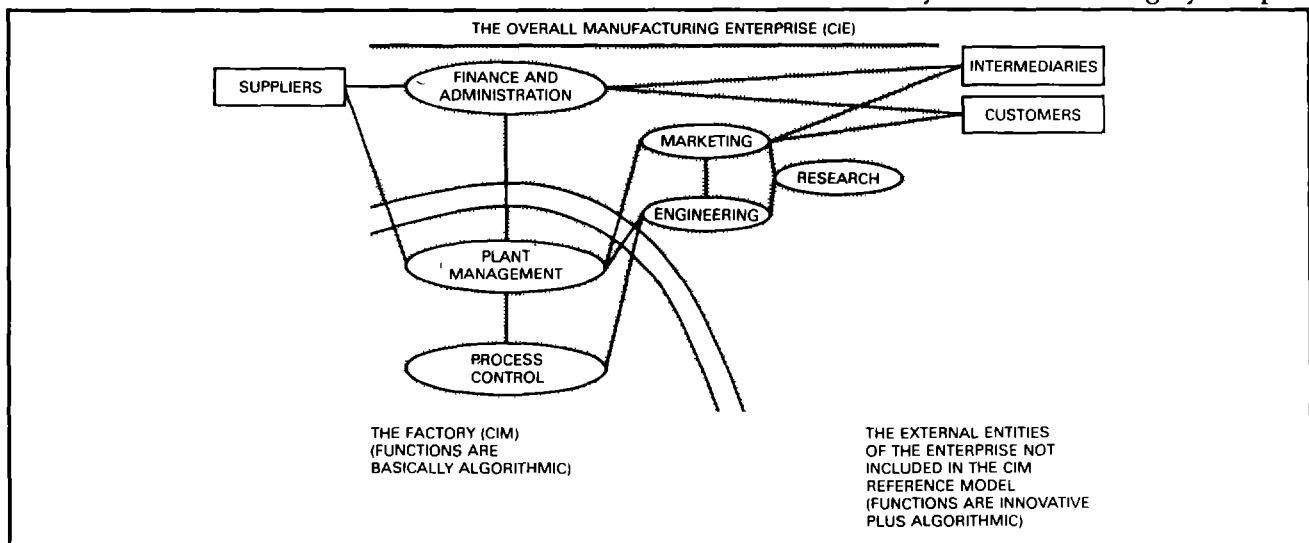 THE OVERALL MANUFACTURING ENTERPRISE (CIE)
SUPPLIERS
FINANCE AND
ADMINISTRATION
INTERMEDIARIES
CUSTOMERS
MARKETING
RESEARCH
ENGINEERING
PLANT
MANAGEMENT
PROCESS
CONTROL
THE FACTORY (CIM)
(FUNCTIONS ARE
BASICALLY ALGORITHMIC)
THE EXTERNAL ENTITIES
OF THE ENTERPRISE NOT
INCLUDED IN THE CIM
REFERENCE MODEL
(FUNCTIONS ARE INNOVATIVE
PLUS ALGORITHMIC)